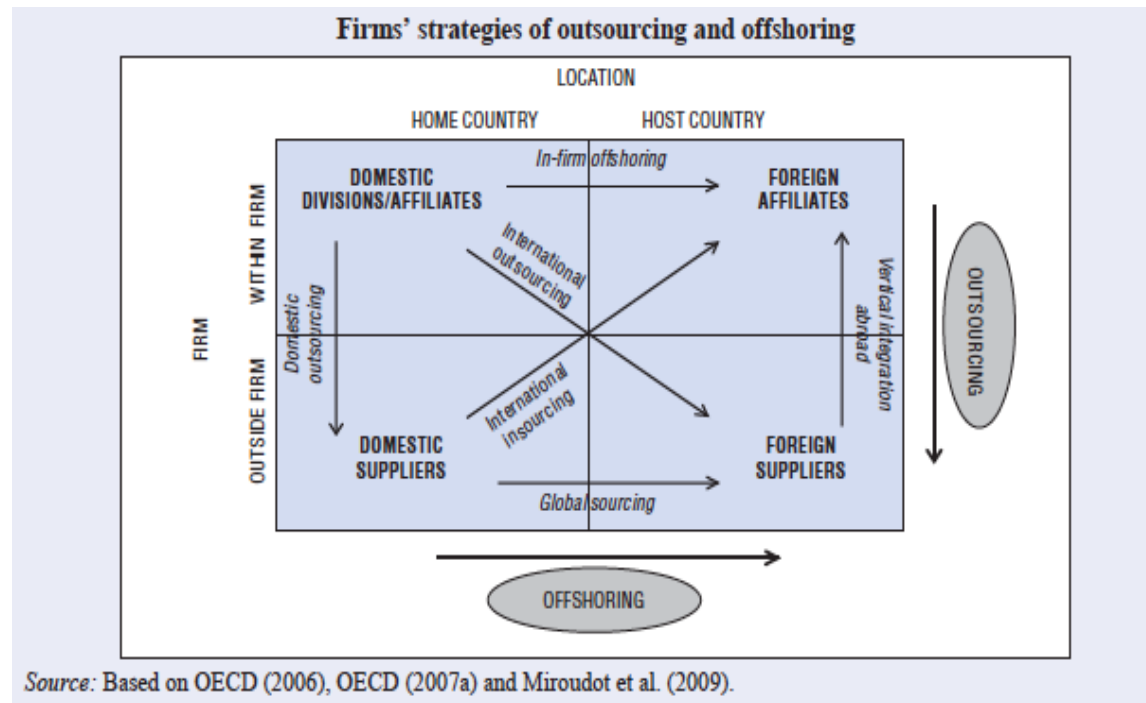 Firms' strategies of outsourcing and offshoring
LOCATION
HOME COUNTRY
HOST COUNTRY
In-firm offshoring
DOMESTIC
DIVISIONS/AFFILIATES
FOREIGN
AFFILIATES
FIRM
WITHIN FIRM
OUTSIDE FIRM
Domestic
outsourcing
International
outsourcing
International
insourcing
Vertical integration
abroad
OUTSOURCING
DOMESTIC
SUPPLIERS
FOREIGN
SUPPLIERS
Global sourcing
OFFSHORING
Source: Based on OECD (2006), OECD (2007a) and Miroudot et al. (2009).